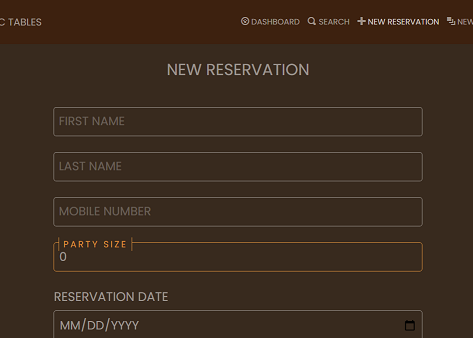 C TABLES
DASHBOARD SEARCH NEW RESERVATION NEW
NEW RESERVATION
FIRST NAME
LAST NAME
MOBILE NUMBER
PARTY SIZE
0
RESERVATION DATE
MM/DD/YYYY